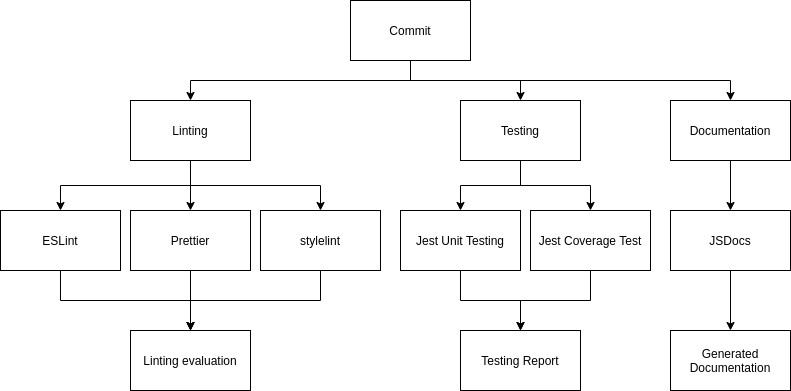 Commit
Linting
Testing
Documentation
ESLint
Prettier
stylelint
Jest Unit Testing
Jest Coverage Test
JSDocs
Linting evaluation
Testing Report
Generated
Documentation